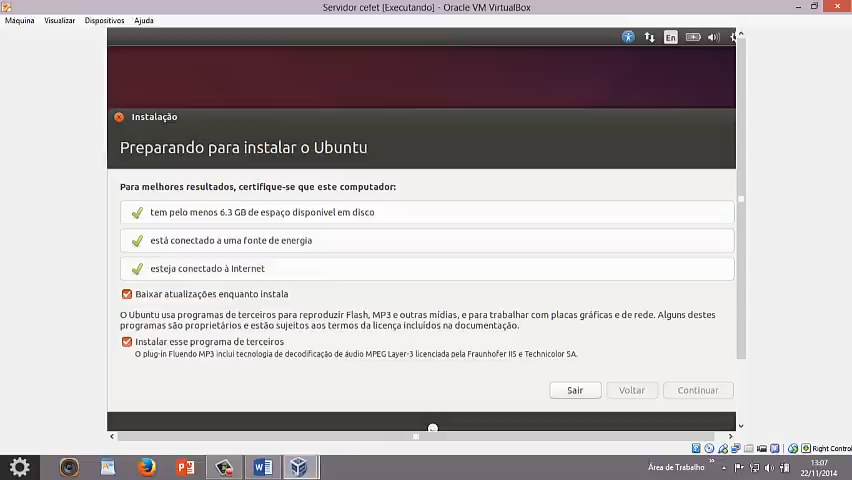 Servidor cefet [Executando] - Oracle VM VirtualBox
Máquina Visualizar Dispositivos Ajuda
En
Instalação
Preparando para instalar o Ubuntu
Para melhores resultados, certifique-se que este computador:
tem pelo menos 6.3 GB de espaço disponivel em disco
está conectado a uma fonte de energia
esteja conectado à Internet
Baixar atualizações enquanto instala
O Ubuntu usa programas de terceiros para reproduzir Flash, MP3 e outras mídias, e para trabalhar com placas gráficas e de rede. Alguns destes
programas são proprietários e estão sujeitos aos termos da licença incluídos na documentação.
Instalar esse programa de terceiros
O plug-in Fluendo MP3 inclui tecnologia de decodificação de áudio MPEG Layer-3 licenciada pela Fraunhofer IIS e Technicolor SA.
Sair Voltar Continuar
Right Control
Área de Trabalho
13:07
22/11/2014